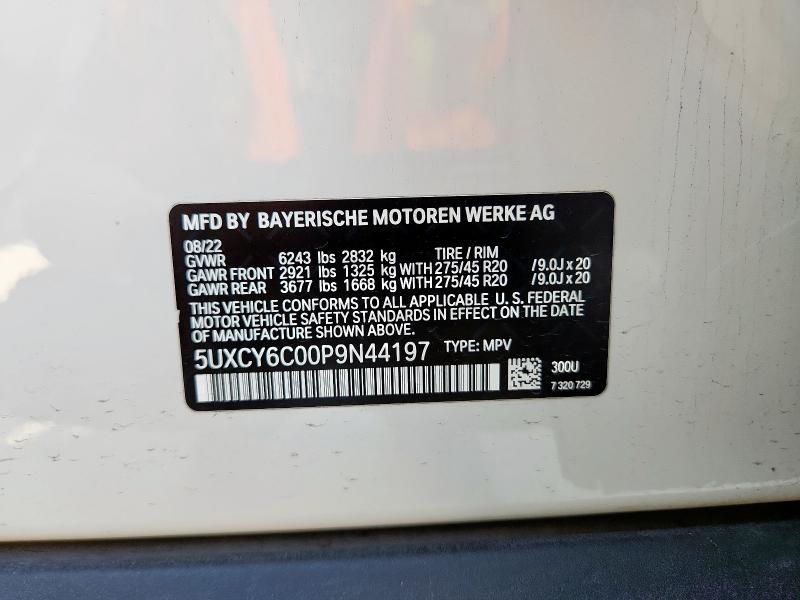 MFD BY BAYERISCHE MOTOREN WERKE AG
08/22
GVWR 6243 lbs 2832 kg TIRE / RIM
GAWR FRONT 2921 lbs 1325 kg WITH 275/45 R20 /9.0J x 20
GAWR REAR 3677 lbs 1668 kg WITH 275/45 R20 /9.0J x 20
THIS VEHICLE CONFORMS TO ALL APPLICABLE U. S. FEDERAL
MOTOR VEHICLE SAFETY STANDARDS IN EFFECT ON THE DATE
OF MANUFACTURE SHOWN ABOVE.
5UXCY6C00P9N44197 TYPE: MPV
300U
7 320 729